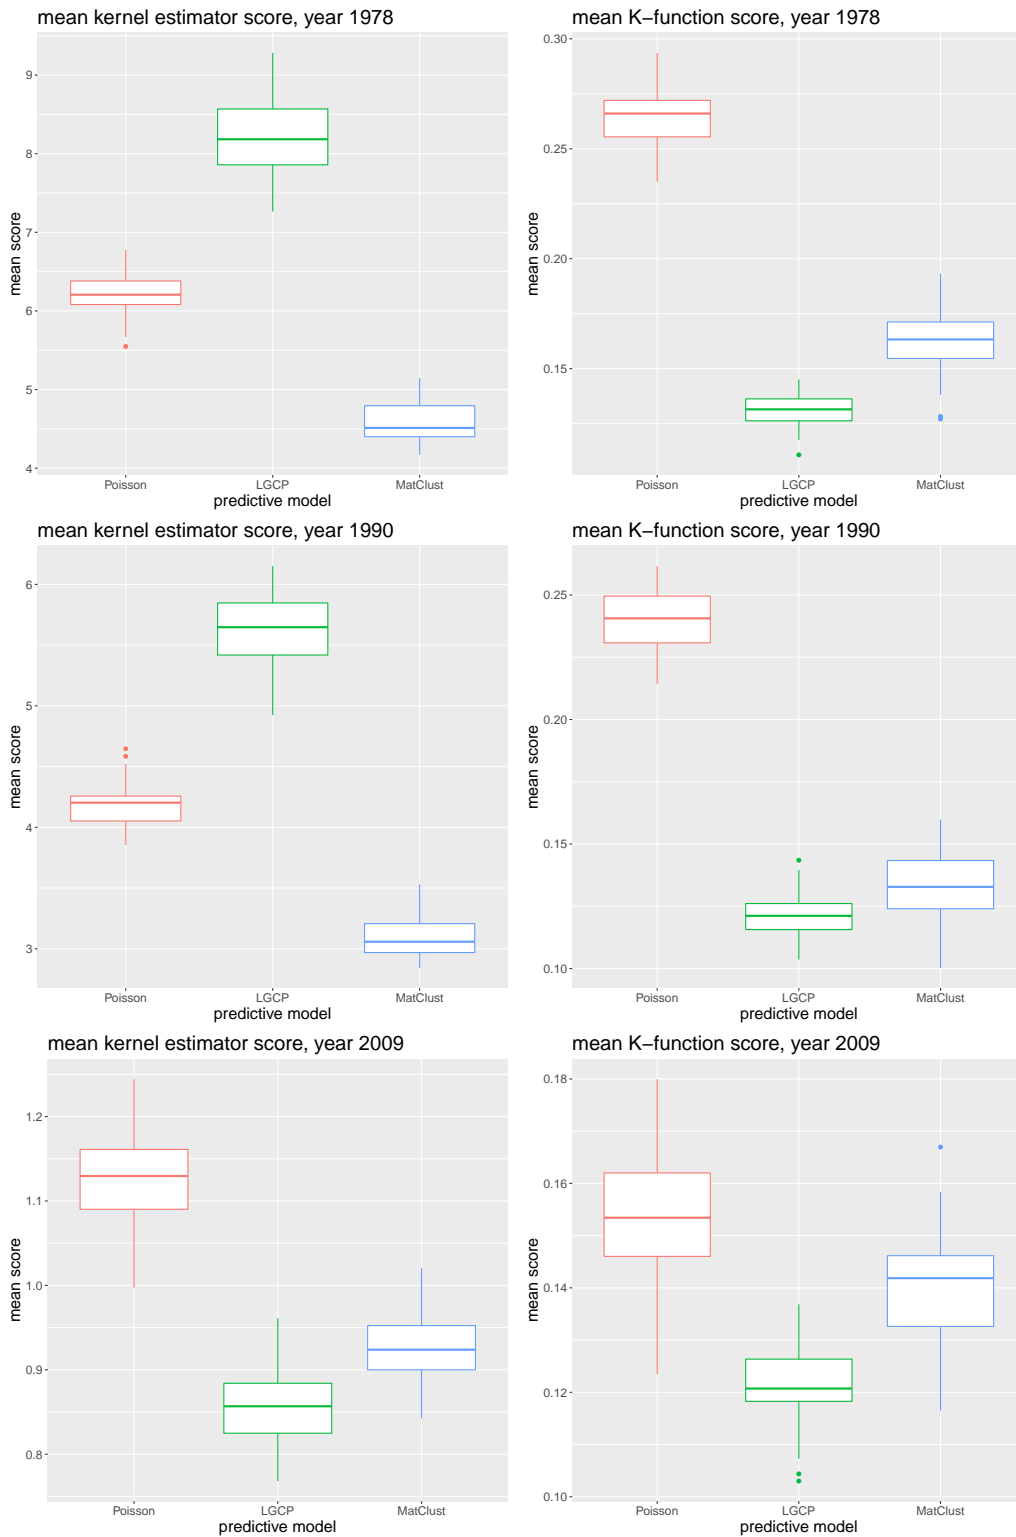 mean kernel estimator score, year 1978
9
8
7
6
5
4
mean score
Poisson
LGCP
MatClust
predictive model
mean K−function score, year 1978
0.30
0.25
0.20
0.15
mean score
Poisson
LGCP
MatClust
predictive model
mean kernel estimator score, year 1990
6
5
4
3
mean score
Poisson
LGCP
MatClust
predictive model
mean K−function score, year 1990
0.25
0.20
0.15
0.10
mean score
Poisson
LGCP
MatClust
predictive model
mean kernel estimator score, year 2009
1.2
1.1
1.0
0.9
0.8
mean score
Poisson
LGCP
MatClust
predictive model
mean K−function score, year 2009
0.18
0.16
0.14
0.12
0.10
mean score
Poisson
LGCP
MatClust
predictive model